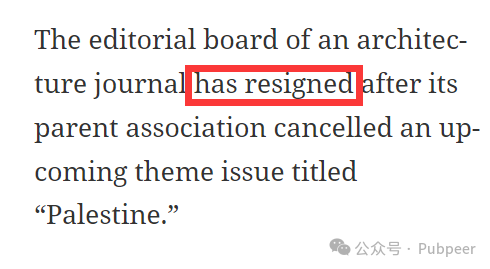 The editorial board of an architec-
ture journal has resigned after its
parent association cancelled an up-
coming theme issue titled
“Palestine.”
公众号 · Pubpeer